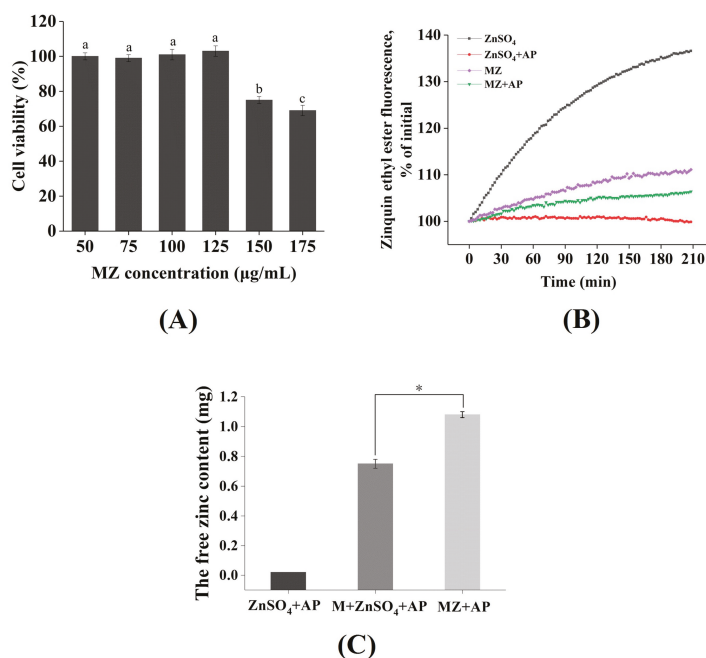 120
100
80
60
40
20
0
Cell viability (%)
a
a
a
a
b
c
50 75 100 125 150 175
MZ concentration (μg/mL)
(A)
140
130
120
110
100
Zinquin ethyl ester fluorescence,
% of initial
ZnSO₄
ZnSO₄+AP
MZ
MZ+AP
0 30 60 90 120 150 180 210
Time (min)
(B)
1.2
1.0
0.8
0.6
0.4
0.2
0.0
The free zinc content (mg)
*
ZnSO₄+AP M+ZnSO₄+AP MZ+AP
(C)